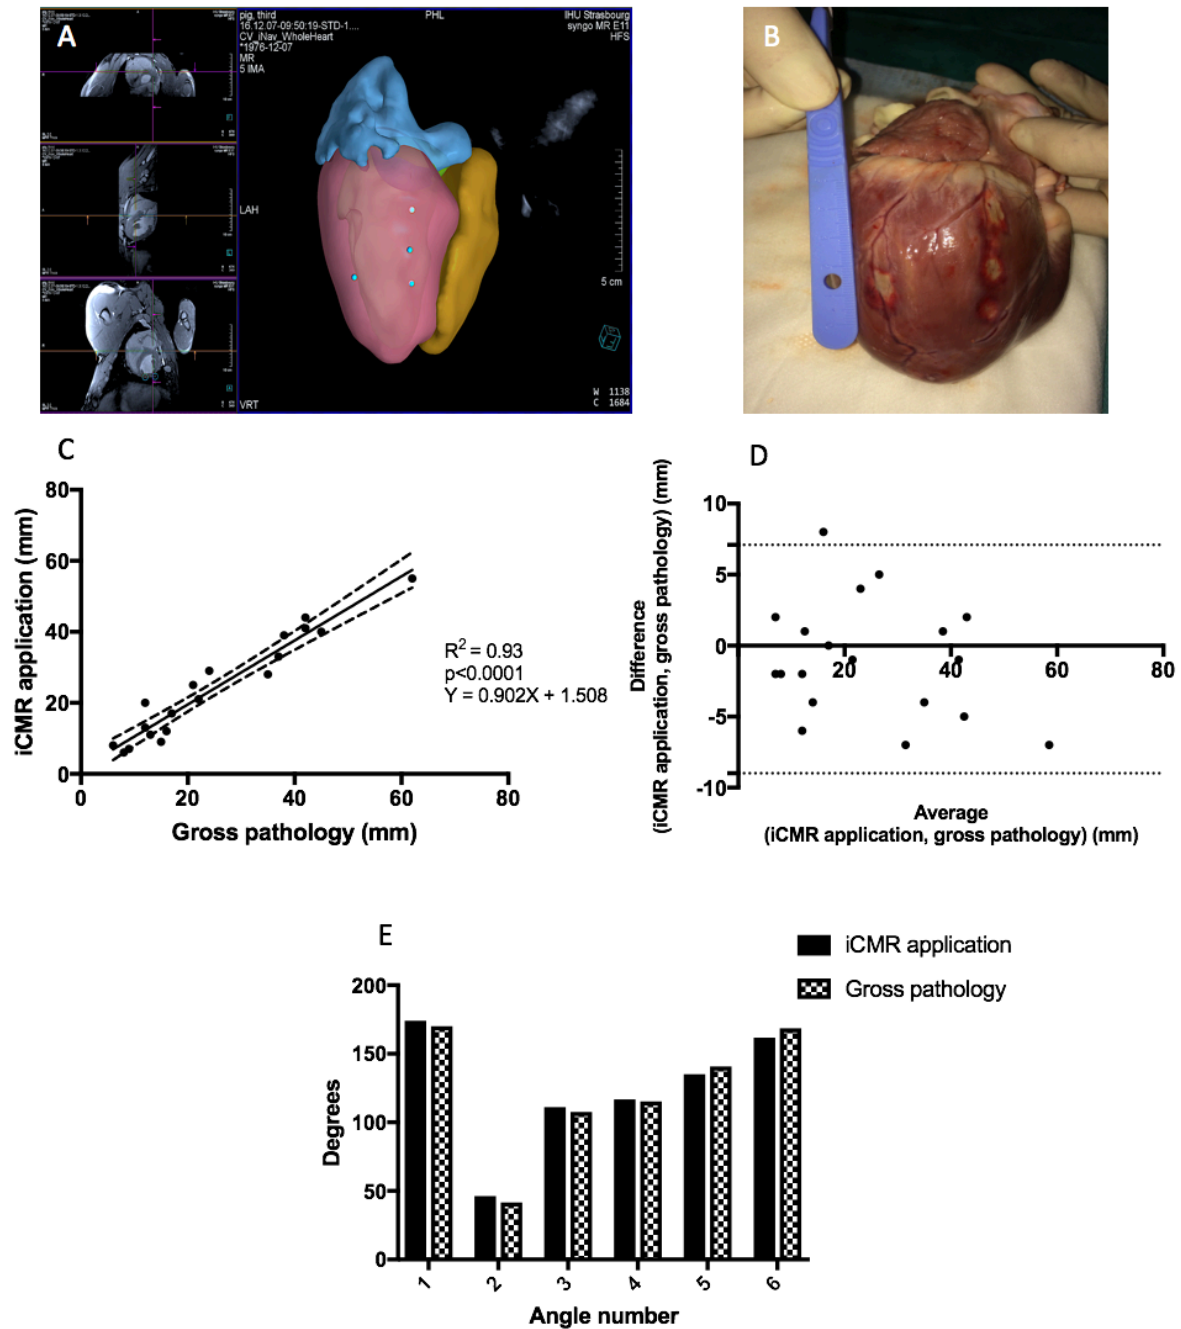 A
pig, third
16.12.07-09:50:19-STD-1....
CV_iNav_WholeHeart
*1976-12-07
MR
5 IMA
PHL
IHU Strasbourg
syngo MR E11
HFS
LAH
5 cm
VRT
W 1138
C 1684
B
C
iCMR application (mm)
80
60
40
20
0
0 20 40 60 80
Gross pathology (mm)
R2 = 0.93
p<0.0001
Y = 0.902X + 1.508
D
Difference
(iCMR application, gross pathology) (mm)
10
5
0
-5
-10
20 40 60 80
Average
(iCMR application, gross pathology) (mm)
E
iCMR application
Gross pathology
Degrees
200
150
100
50
0
1 2 3 4 5 6
Angle number